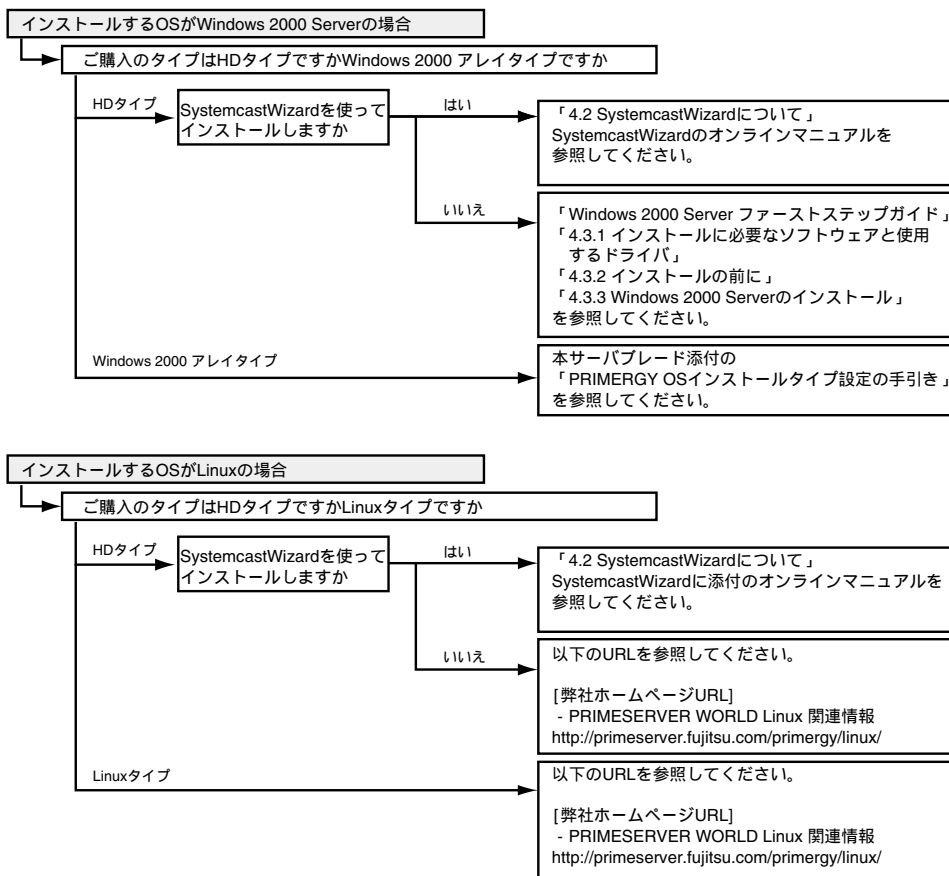 インストールするOSがWindows 2000 Serverの場合
ご購入のタイプはHDタイプですかWindows 2000 アレイタイプですか
HDタイプ
SystemcastWizardを使って
インストールしますか
はい
「4.2 SystemcastWizardについて」
SystemcastWizardのオンラインマニュアルを
参照してください。
いいえ
「Windows 2000 Server ファーストステップガイド」
「4.3.1 インストールに必要なソフトウェアと使用
するドライバ」
「4.3.2 インストールの前に」
「4.3.3 Windows 2000 Serverのインストール」
を参照してください。
Windows 2000 アレイタイプ
本サーバブレード添付の
「PRIMERGY OSインストールタイプ設定の手引き」
を参照してください。
インストールするOSがLinuxの場合
ご購入のタイプはHDタイプですかLinuxタイプですか
HDタイプ
SystemcastWizardを使って
インストールしますか
はい
「4.2 SystemcastWizardについて」
SystemcastWizardに添付のオンラインマニュアルを
参照してください。
いいえ
以下のURLを参照してください。
[弊社ホームページURL]
- PRIMESERVER WORLD Linux 関連情報
http://primeserver.fujitsu.com/primergy/linux/
Linuxタイプ
以下のURLを参照してください。
[弊社ホームページURL]
- PRIMESERVER WORLD Linux 関連情報
http://primeserver.fujitsu.com/primergy/linux/